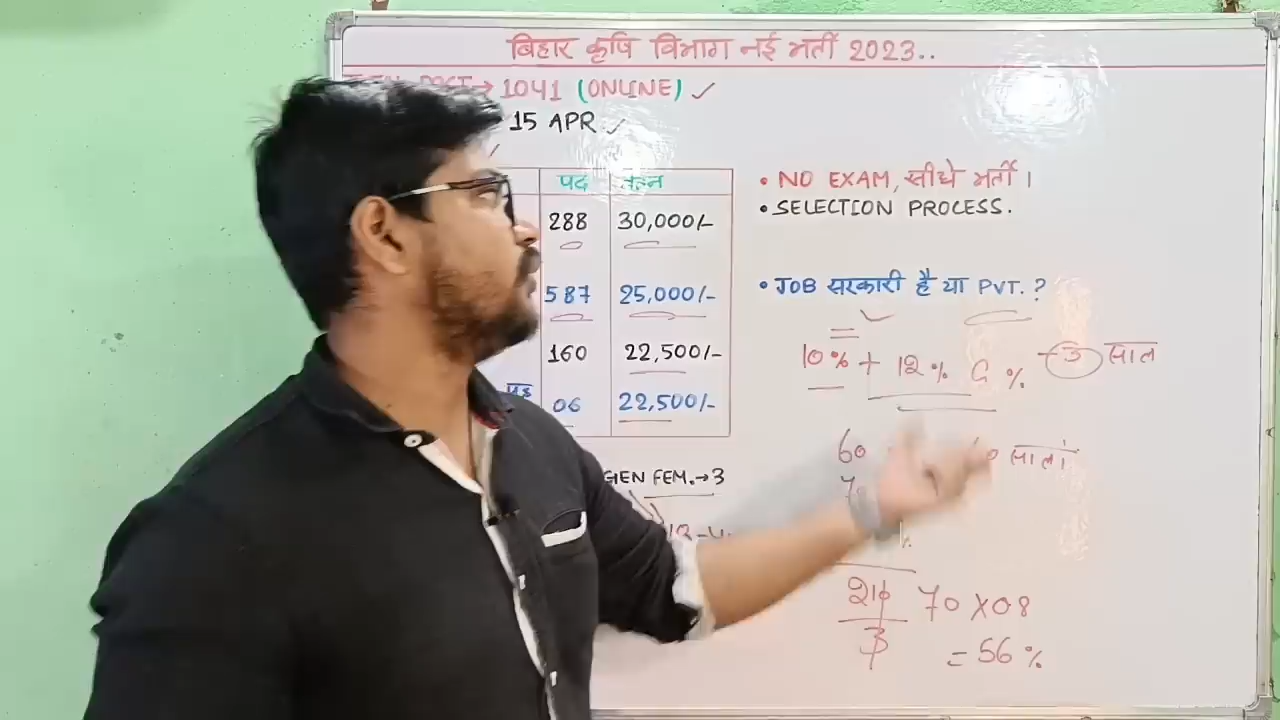 बिहार कृषि विभाग नई भर्ती 2023..
→ 1041 (ONLINE) ✓
15 APR ✓
पद वेतन
288 30,000/-
587 25,000/-
160 22,500/-
06 22,500/-
GEN FEM.→3
• NO EXAM, सीधे भर्ती।
• SELECTION PROCESS.
• JOB सरकारी है या PVT. ?
10% + 12% %
साल
60
210 70 X 08
3 = 56 %